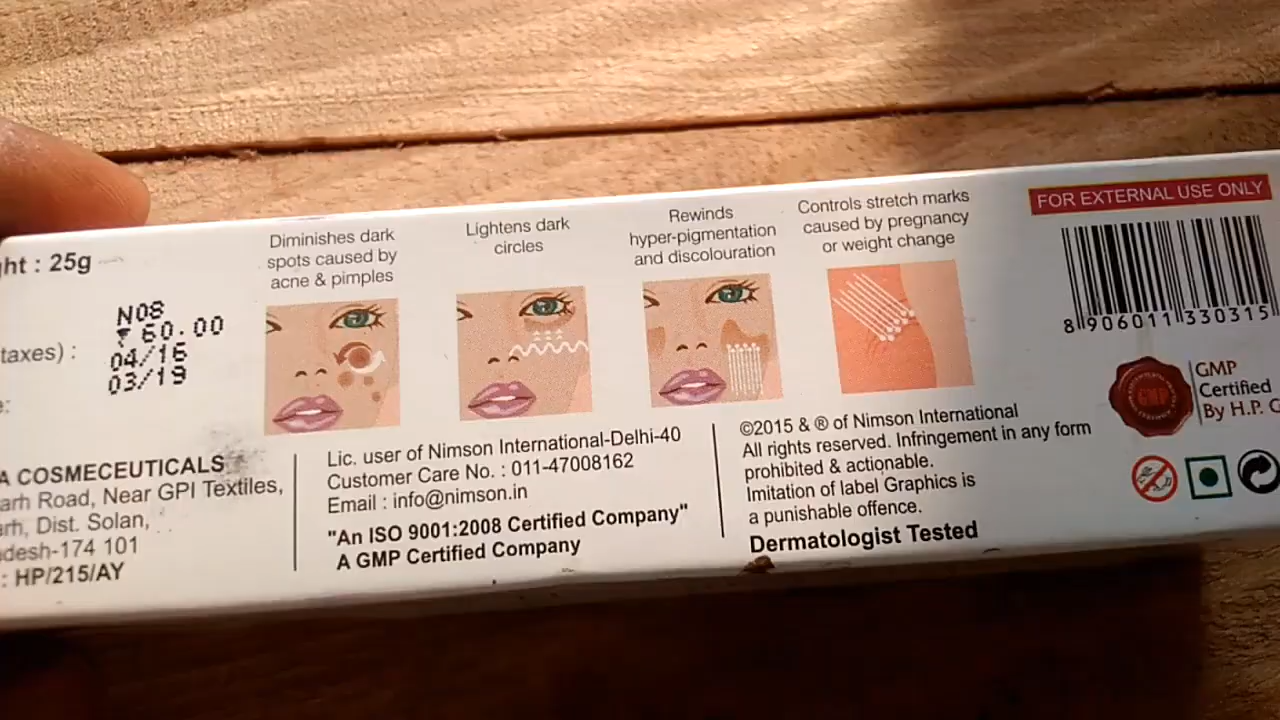 ght : 25g
taxes) :
N08
₹ 60.00
04/16
03/19
e:
A COSMECEUTICALS
arh Road, Near GPI Textiles,
arh, Dist. Solan,
adesh-174 101
: HP/215/AY
Diminishes dark
spots caused by
acne & pimples
Lightens dark
circles
Rewinds
hyper-pigmentation
and discolouration
Controls stretch marks
caused by pregnancy
or weight change
Lic. user of Nimson International-Delhi-40
Customer Care No. : 011-47008162
Email : info@nimson.in
"An ISO 9001:2008 Certified Company"
A GMP Certified Company
©2015 & ® of Nimson International
All rights reserved. Infringement in any form
prohibited & actionable.
Imitation of label Graphics is
a punishable offence.
Dermatologist Tested
FOR EXTERNAL USE ONLY
8 906011 330315
GMP
GMP
Certified
By H.P. G